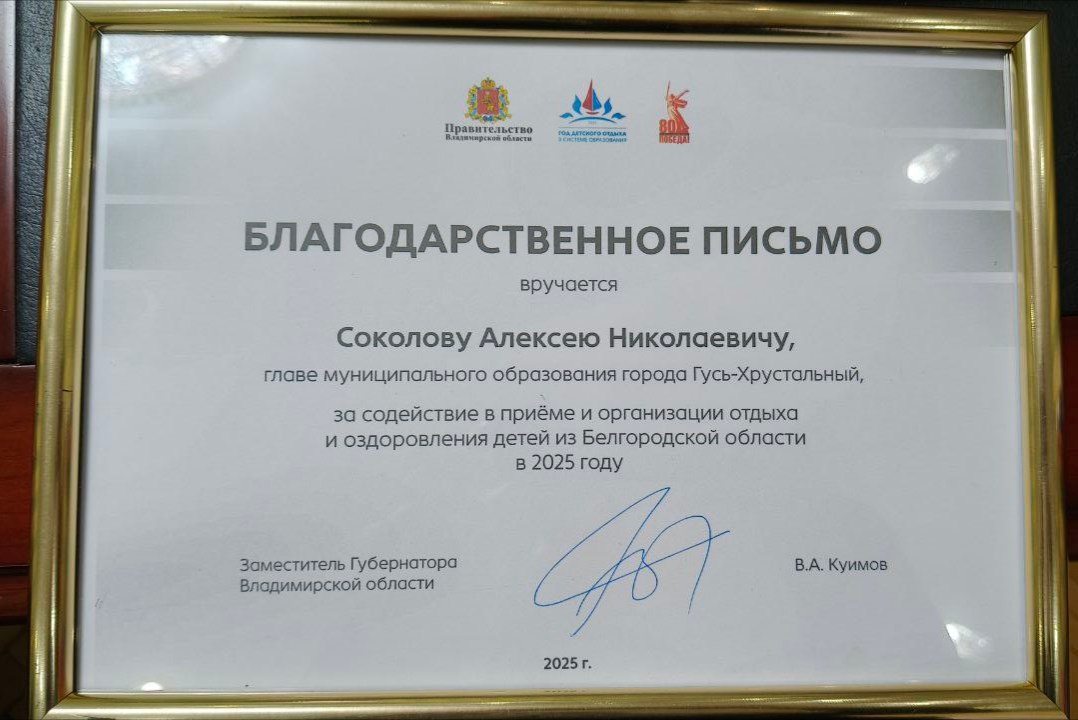 Правительство
Владимирской области
ГОД ДЕТСКОГО ОТДЫХА
В СИСТЕМЕ ОБРАЗОВАНИЯ
80
ПОБЕДА!
БЛАГОДАРСТВЕННОЕ ПИСЬМО
вручается
Соколову Алексею Николаевичу,
главе муниципального образования города Гусь-Хрустальный,
за содействие в приёме и организации отдыха
и оздоровления детей из Белгородской области
в 2025 году
Заместитель Губернатора
Владимирской области
В.А. Куимов
2025 г.